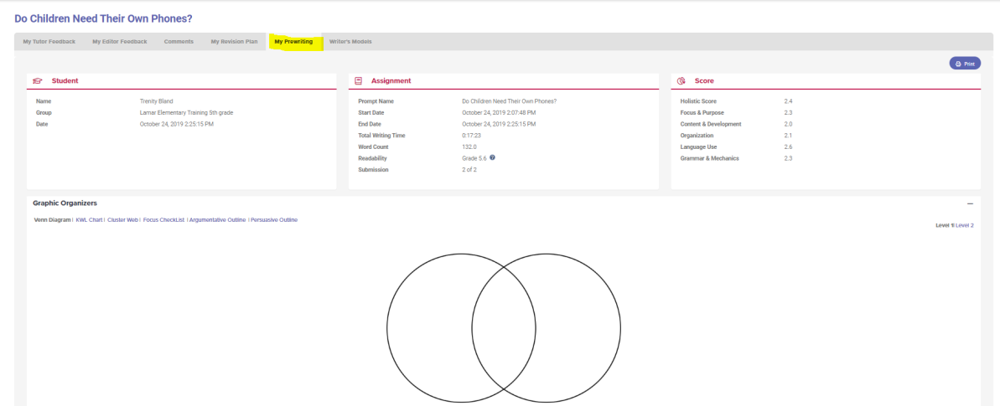 Do Children Need Their Own Phones?
My Tutor Feedback My Editor Feedback Comments My Revision Plan My Prewriting Writer's Models
Print
Student
Name Trenity Bland
Group Lamar Elementary Training 5th grade
Date October 24, 2019 2:25:15 PM
Assignment
Prompt Name Do Children Need Their Own Phones?
Start Date October 24, 2019 2:07:48 PM
End Date October 24, 2019 2:25:15 PM
Total Writing Time 0:17:23
Word Count 132.0
Readability Grade 5.6
Submission 2 of 2
Score
Holistic Score 2.4
Focus & Purpose 2.3
Content & Development 2.0
Organization 2.1
Language Use 2.6
Grammar & Mechanics 2.3
Graphic Organizers
Venn Diagram | KWL Chart | Cluster Web | Focus CheckList | Argumentative Outline | Persuasive Outline
Level 1| Level 2